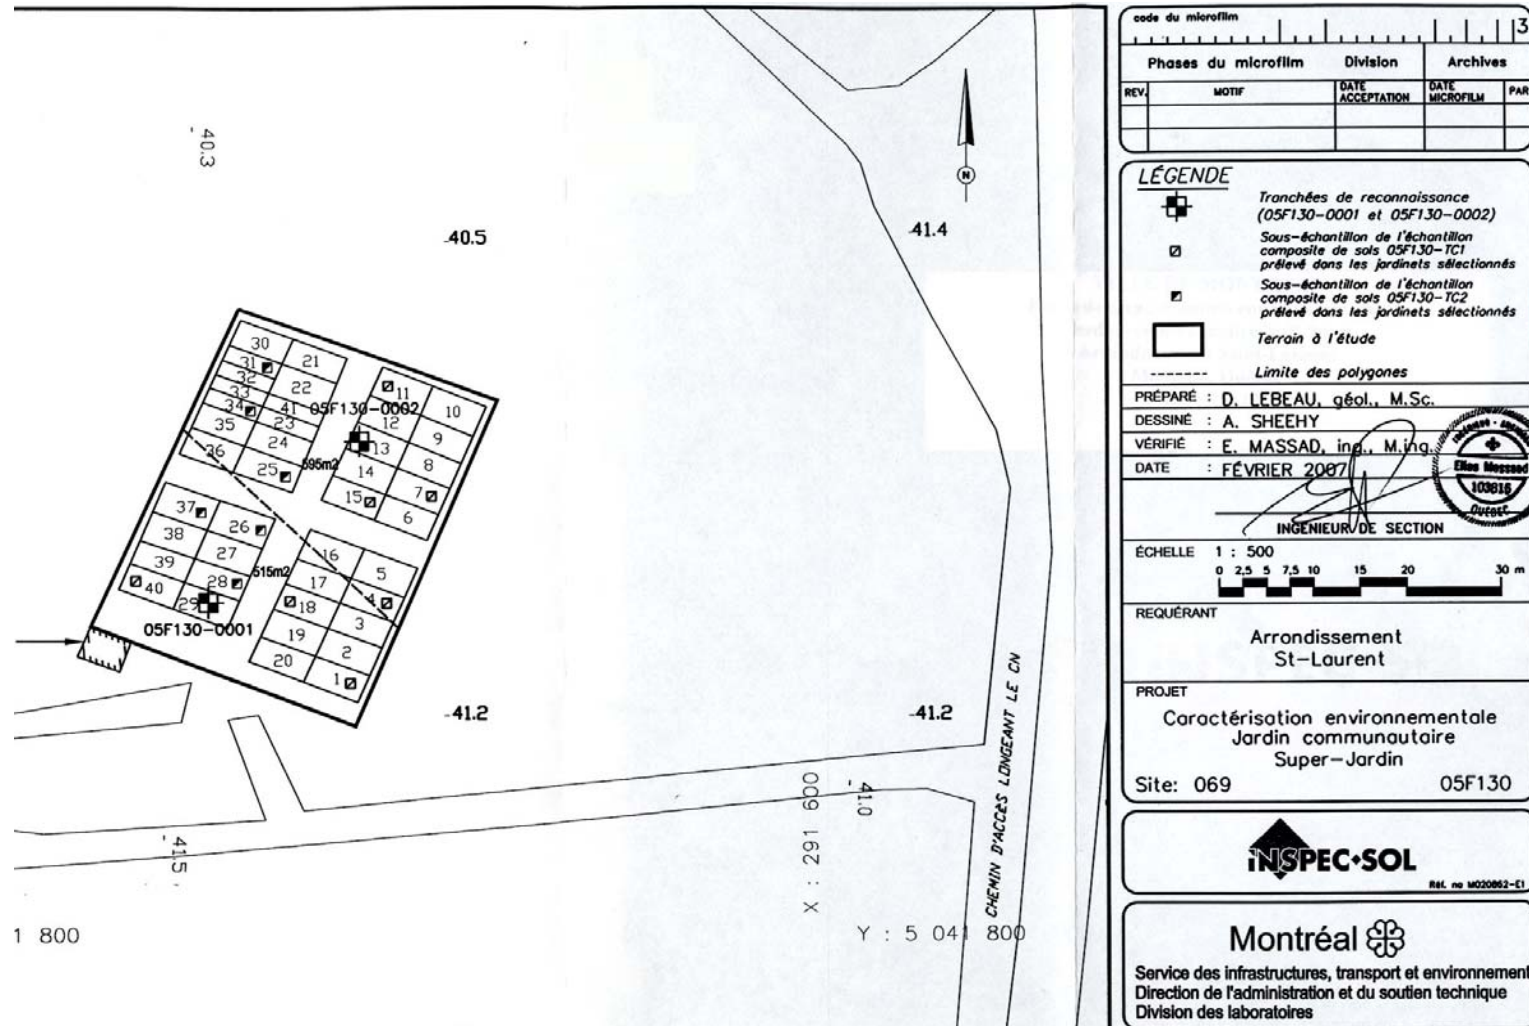 40.3
40.5
41.4
30
21
31
32
22
11
33
10
34
41
05F130-0002
12
23
35
9
24
13
36
8
14
25
595m2
7
15
6
37
26
16
38
5
27
17
39
515m2
28
4
40
18
29
3
05F130-0001
19
2
20
1
41.2
41.2
41.0
41.5
X : 291 600
CHEMIN D'ACCÈS LONGEANT LE CN
1 800
Y : 5 041 800
N
code du microfilm
3
Phases du microfilm Division Archives
REV. MOTIF DATE ACCEPTATION DATE MICROFILM PAR
LÉGENDE
Tranchées de reconnaissance
(05F130-0001 et 05F130-0002)
Sous-échantillon de l'échantillon
composite de sols 05F130-TC1
prélevé dans les jardinets sélectionnés
Sous-échantillon de l'échantillon
composite de sols 05F130-TC2
prélevé dans les jardinets sélectionnés
Terrain à l'étude
Limite des polygones
PRÉPARÉ : D. LEBEAU, géol., M.Sc.
DESSINÉ : A. SHEEHY
VÉRIFIÉ : E. MASSAD, ing., M.ing.
DATE : FÉVRIER 2007
Elias Massaad
103815
QUÉBEC
INGÉNIEUR DE SECTION
ÉCHELLE 1 : 500
0 2,5 5 7,5 10 15 20 30 m
REQUÉRANT
Arrondissement
St-Laurent
PROJET
Caractérisation environnementale
Jardin communautaire
Super-Jardin
Site: 069 05F130
INSPEC-SOL
Réf. no M020862-E1
Montréal
Service des infrastructures, transport et environnement
Direction de l'administration et du soutien technique
Division des laboratoires